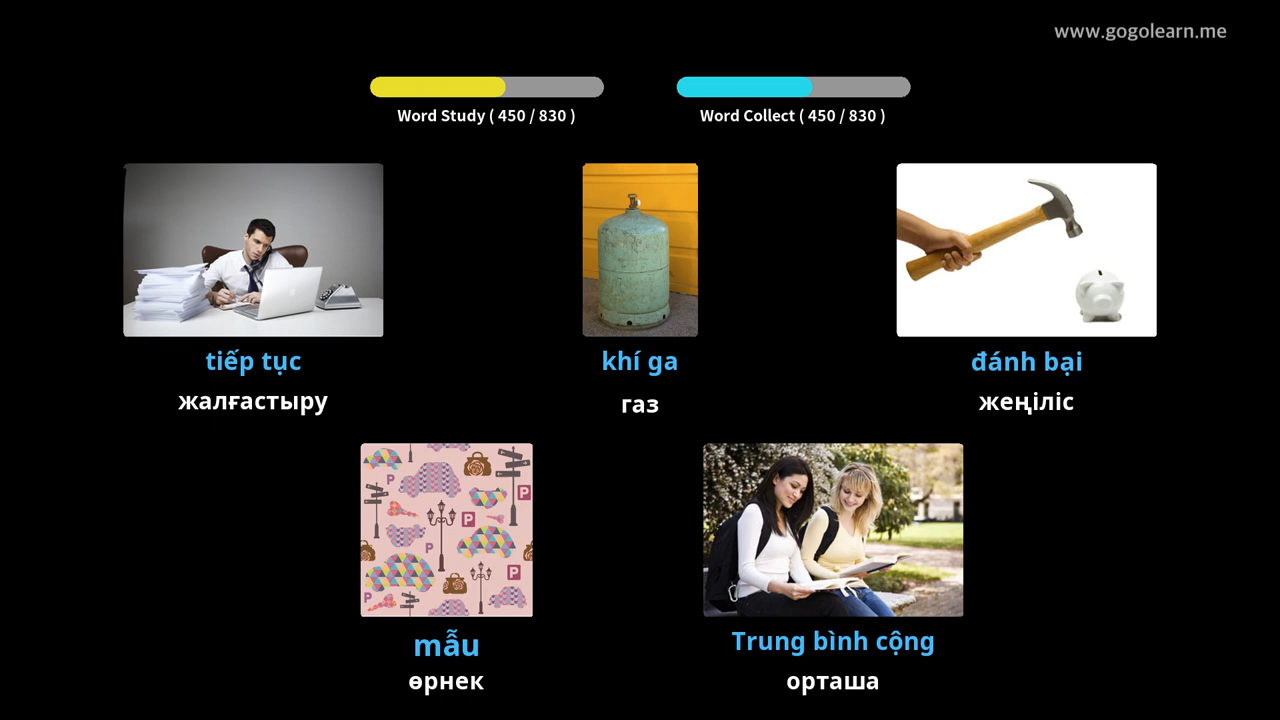 www.gogolearn.me
Word Study ( 450 / 830 )
Word Collect ( 450 / 830 )
tiếp tục
жалғастыру
khí ga
газ
đánh bại
жеңіліс
P
P
P
P
P
P
mẫu
өрнек
Trung bình cộng
орташа